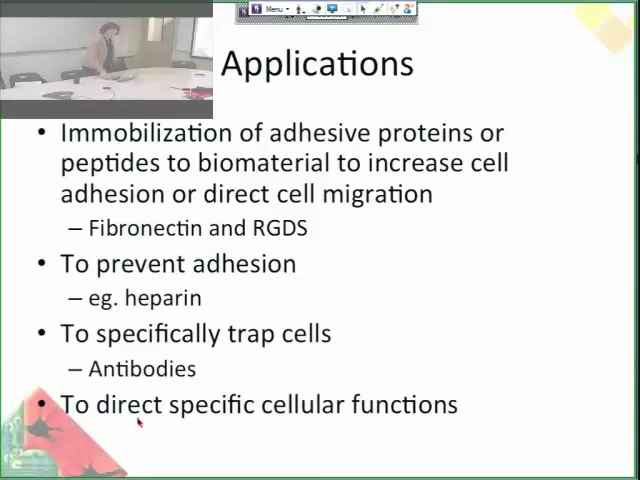 Menu
Applications
• Immobilization of adhesive proteins or
peptides to biomaterial to increase cell
adhesion or direct cell migration
– Fibronectin and RGDS
• To prevent adhesion
– eg. heparin
• To specifically trap cells
– Antibodies
• To direct specific cellular functions